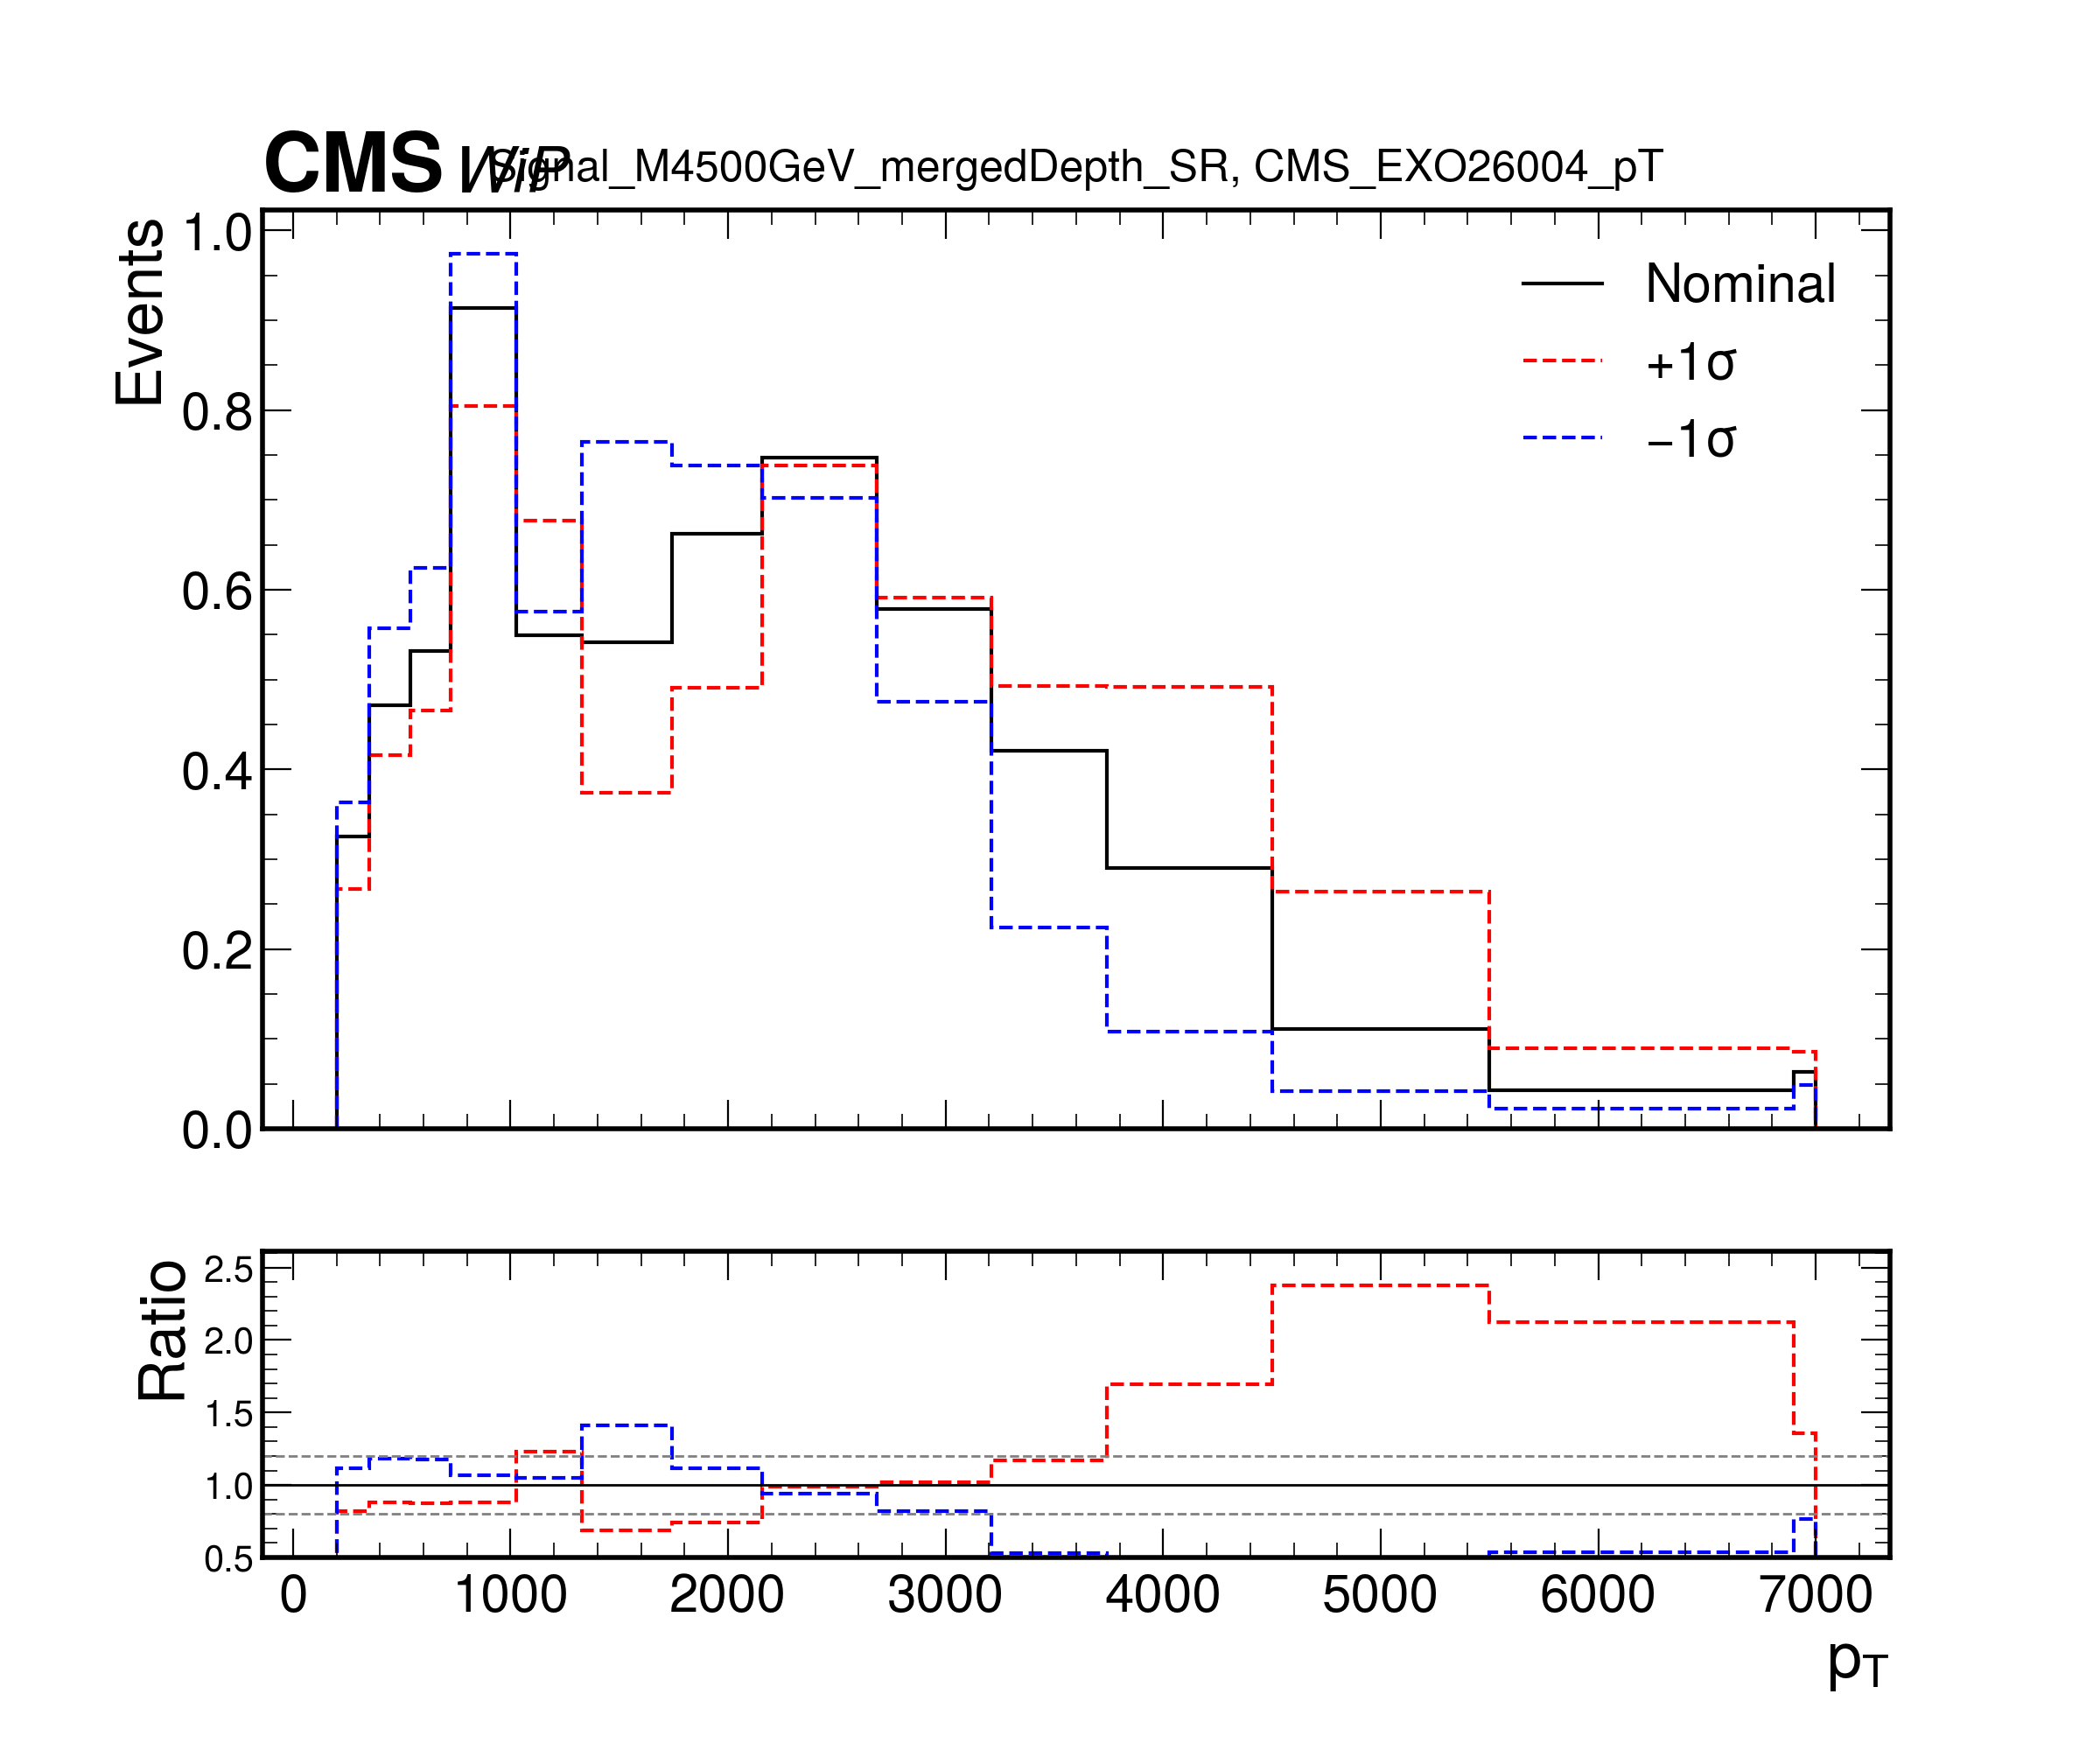 CMS WiP Signal_M4500GeV_mergedDepth_SR, CMS_EXO26004_pT
Events
1.0
0.8
0.6
0.4
0.2
0.0
Nominal
+1σ
−1σ
Ratio
2.5
2.0
1.5
1.0
0.5
0 1000 2000 3000 4000 5000 6000 7000
pT